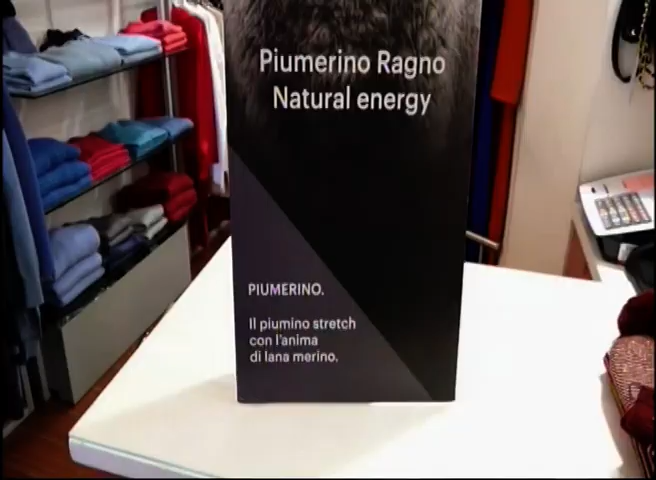 Piumerino Ragno
Natural energy
PIUMERINO.
Il piumino stretch
con l'anima
di lana merino.